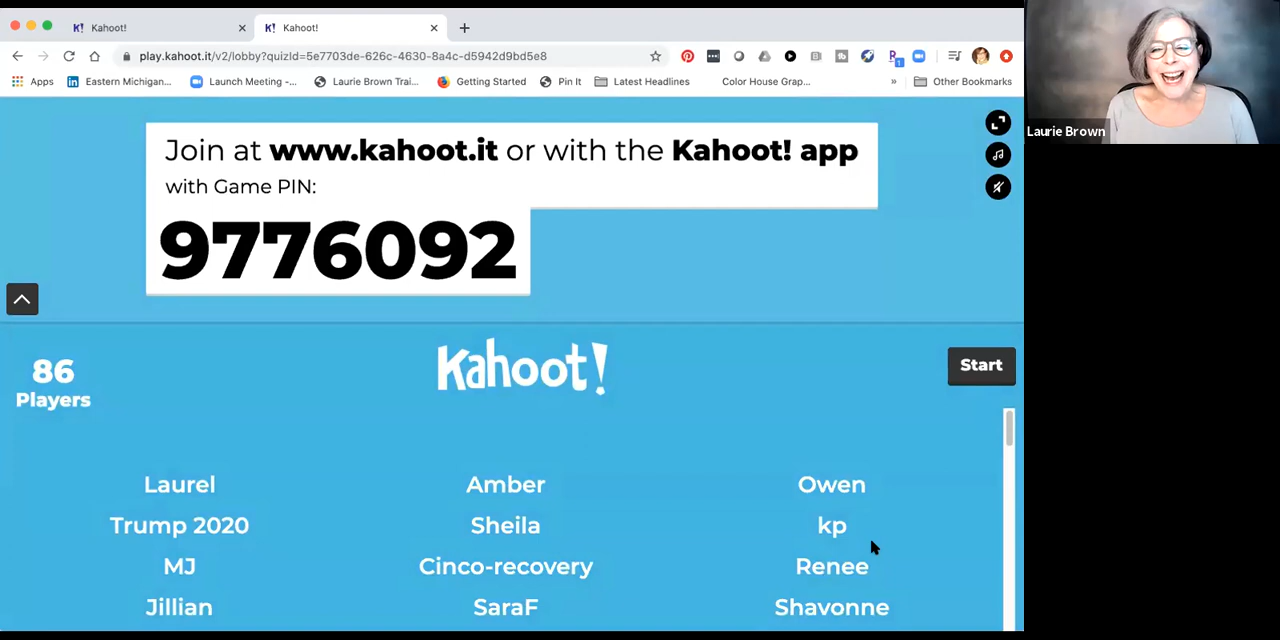 Kahoot!
Kahoot!
play.kahoot.it/v2/lobby?quizId=5e7703de-626c-4630-8a4c-d5942d9bd5e8
Apps
Eastern Michigan...
Launch Meeting -...
Laurie Brown Trai...
Getting Started
Pin It
Latest Headlines
Color House Grap...
»
Other Bookmarks
Laurie Brown
Join at www.kahoot.it or with the Kahoot! app
with Game PIN:
9776092
86
Players
Kahoot!
Start
Laurel Amber Owen
Trump 2020 Sheila kp
MJ Cinco-recovery Renee
Jillian SaraF Shavonne